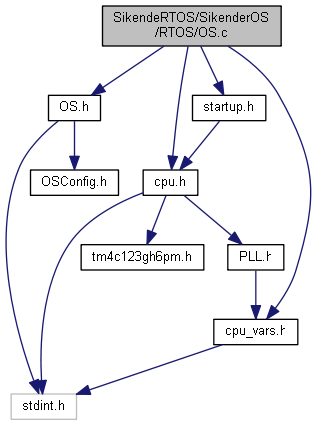 SikendeRTOS/SikenderOS
/RTOS/OS.c
OS.h
startup.h
OSConfig.h
cpu.h
tm4c123gh6pm.h
PLL.h
cpu_vars.h
stdint.h